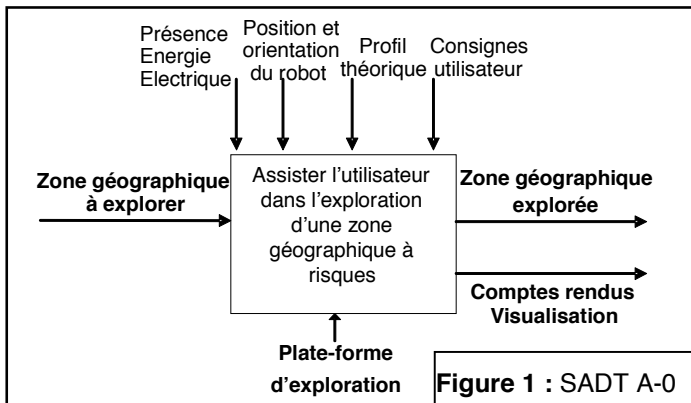 Présence
Energie
Electrique
Position et
orientation
du robot
Profil
théorique
Consignes
utilisateur
Zone géographique
à explorer
Assister l’utilisateur
dans l’exploration
d’une zone
géographique à
risques
Zone géographique
explorée
Comptes rendus
Visualisation
Plate-forme
d’exploration
Figure 1 : SADT A-0